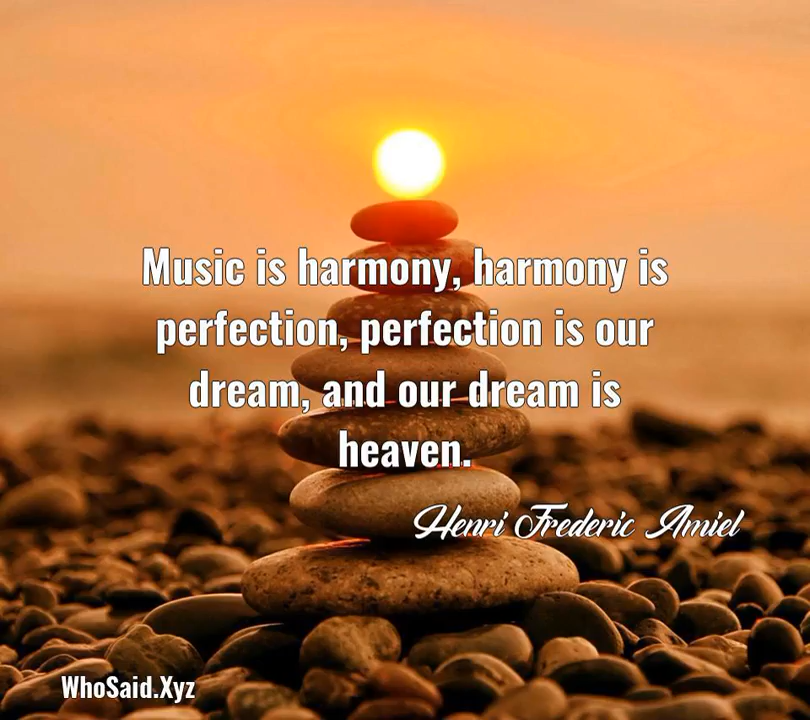 Music is harmony, harmony is
perfection, perfection is our
dream, and our dream is
heaven.
Henri Frederic Amiel
WhoSaid.Xyz